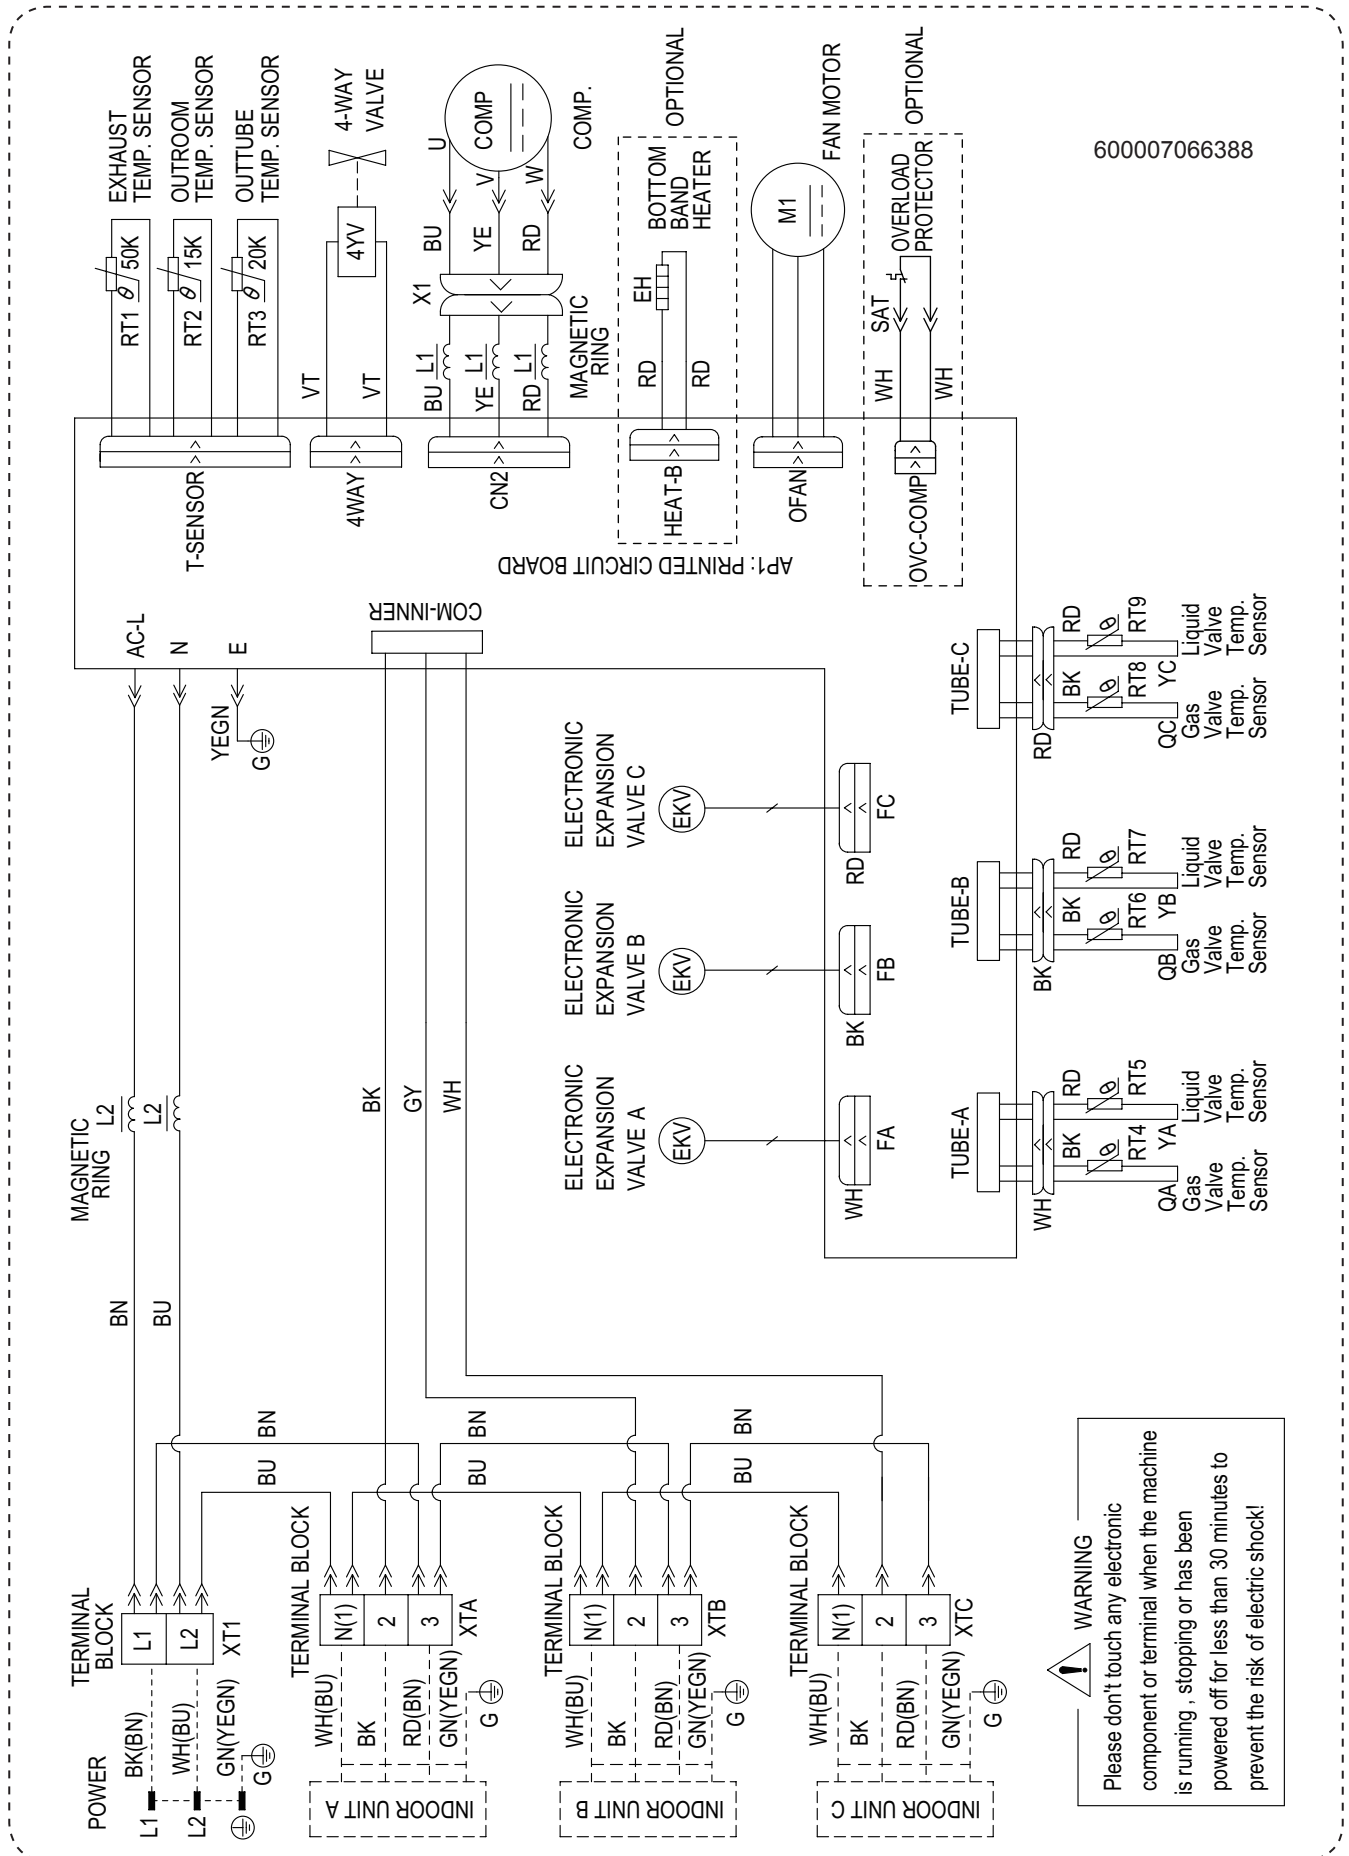 EXHAUST
TEMP. SENSOR
OUTROOM
TEMP. SENSOR
OUTTUBE
TEMP. SENSOR
RT1 θ 50K
RT2 θ 15K
RT3 θ 20K
T-SENSOR
4-WAY
VALVE
4YV
VT
VT
4WAY
COMP
COMP.
U
V
W
BU
YE
RD
X1
L1
L1
L1
BU
YE
RD
MAGNETIC
RING
CN2
OPTIONAL
BOTTOM
BAND
HEATER
EH
RD
RD
HEAT-B
FAN MOTOR
M1
OFAN
OPTIONAL
OVERLOAD
PROTECTOR
SAT
WH
WH
OVC-COMP
600007066388
AP1: PRINTED CIRCUIT BOARD
AC-L
N
E
YEGN
G
COM-INNER
MAGNETIC
RING
L2
L2
BN
BU
BK
GY
WH
ELECTRONIC
EXPANSION
VALVE A
EKV
WH
FA
ELECTRONIC
EXPANSION
VALVE B
EKV
BK
FB
ELECTRONIC
EXPANSION
VALVE C
EKV
RD
FC
TUBE-A
WH
BK
RD
θ
θ
RT4
RT5
QA
YA
Gas
Valve
Temp.
Sensor
Liquid
Valve
Temp.
Sensor
TUBE-B
BK
BK
RD
θ
θ
RT6
RT7
QB
YB
Gas
Valve
Temp.
Sensor
Liquid
Valve
Temp.
Sensor
TUBE-C
RD
BK
RD
θ
θ
RT8
RT9
QC
YC
Gas
Valve
Temp.
Sensor
Liquid
Valve
Temp.
Sensor
POWER
L1
L2
BK(BN)
WH(BU)
GN(YEGN)
G
TERMINAL
BLOCK
L1
L2
XT1
BU
BN
TERMINAL BLOCK
N(1)
2
3
XTA
WH(BU)
BK
RD(BN)
GN(YEGN)
G
INDOOR UNIT A
BU
BN
TERMINAL BLOCK
N(1)
2
3
XTB
WH(BU)
BK
RD(BN)
GN(YEGN)
G
INDOOR UNIT B
BU
BN
TERMINAL BLOCK
N(1)
2
3
XTC
WH(BU)
BK
RD(BN)
GN(YEGN)
G
INDOOR UNIT C
! WARNING
Please don't touch any electronic
component or terminal when the machine
is running , stopping or has been
powered off for less than 30 minutes to
prevent the risk of electric shock!